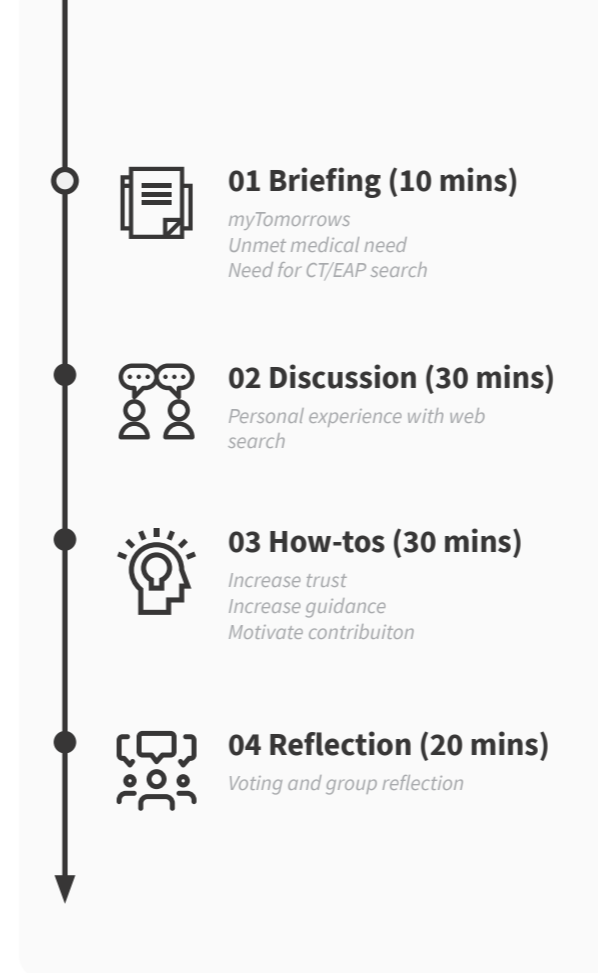 01 Briefing (10 mins)
myTomorrows
Unmet medical need
Need for CT/EAP search
02 Discussion (30 mins)
Personal experience with web
search
03 How-tos (30 mins)
Increase trust
Increase guidance
Motivate contribuiton
04 Reflection (20 mins)
Voting and group reflection